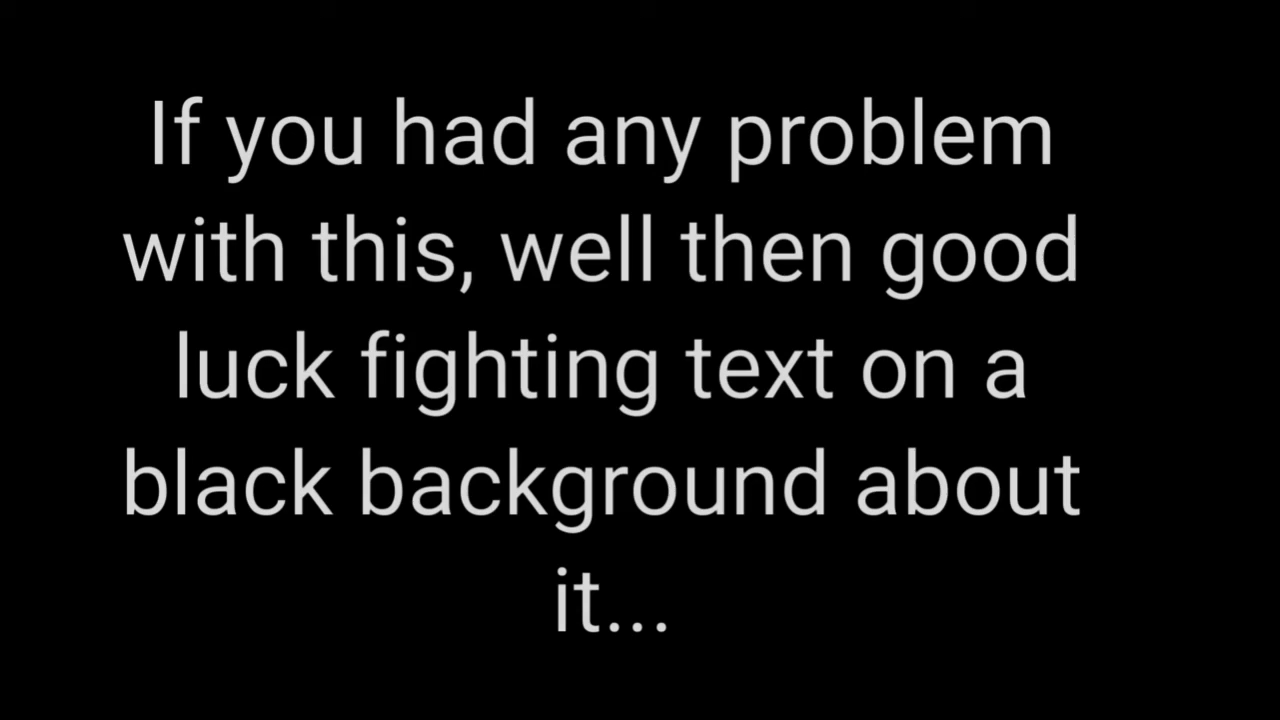 If you had any problem
with this, well then good
luck fighting text on a
black background about
it...